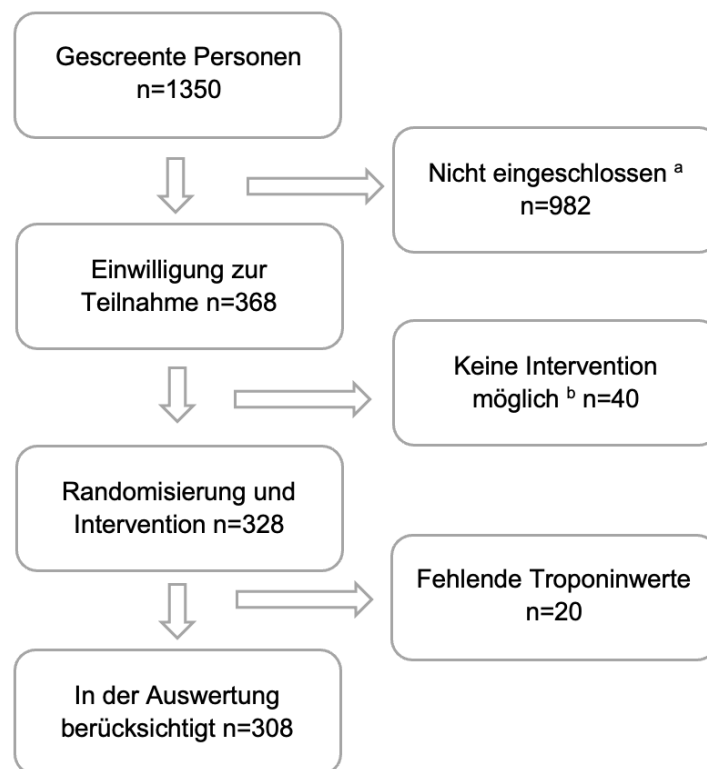 Gescreente Personen
n=1350
Nicht eingeschlossen ᵃ
n=982
Einwilligung zur
Teilnahme n=368
Keine Intervention
möglich ᵇ n=40
Randomisierung und
Intervention n=328
Fehlende Troponinwerte
n=20
In der Auswertung
berücksichtigt n=308